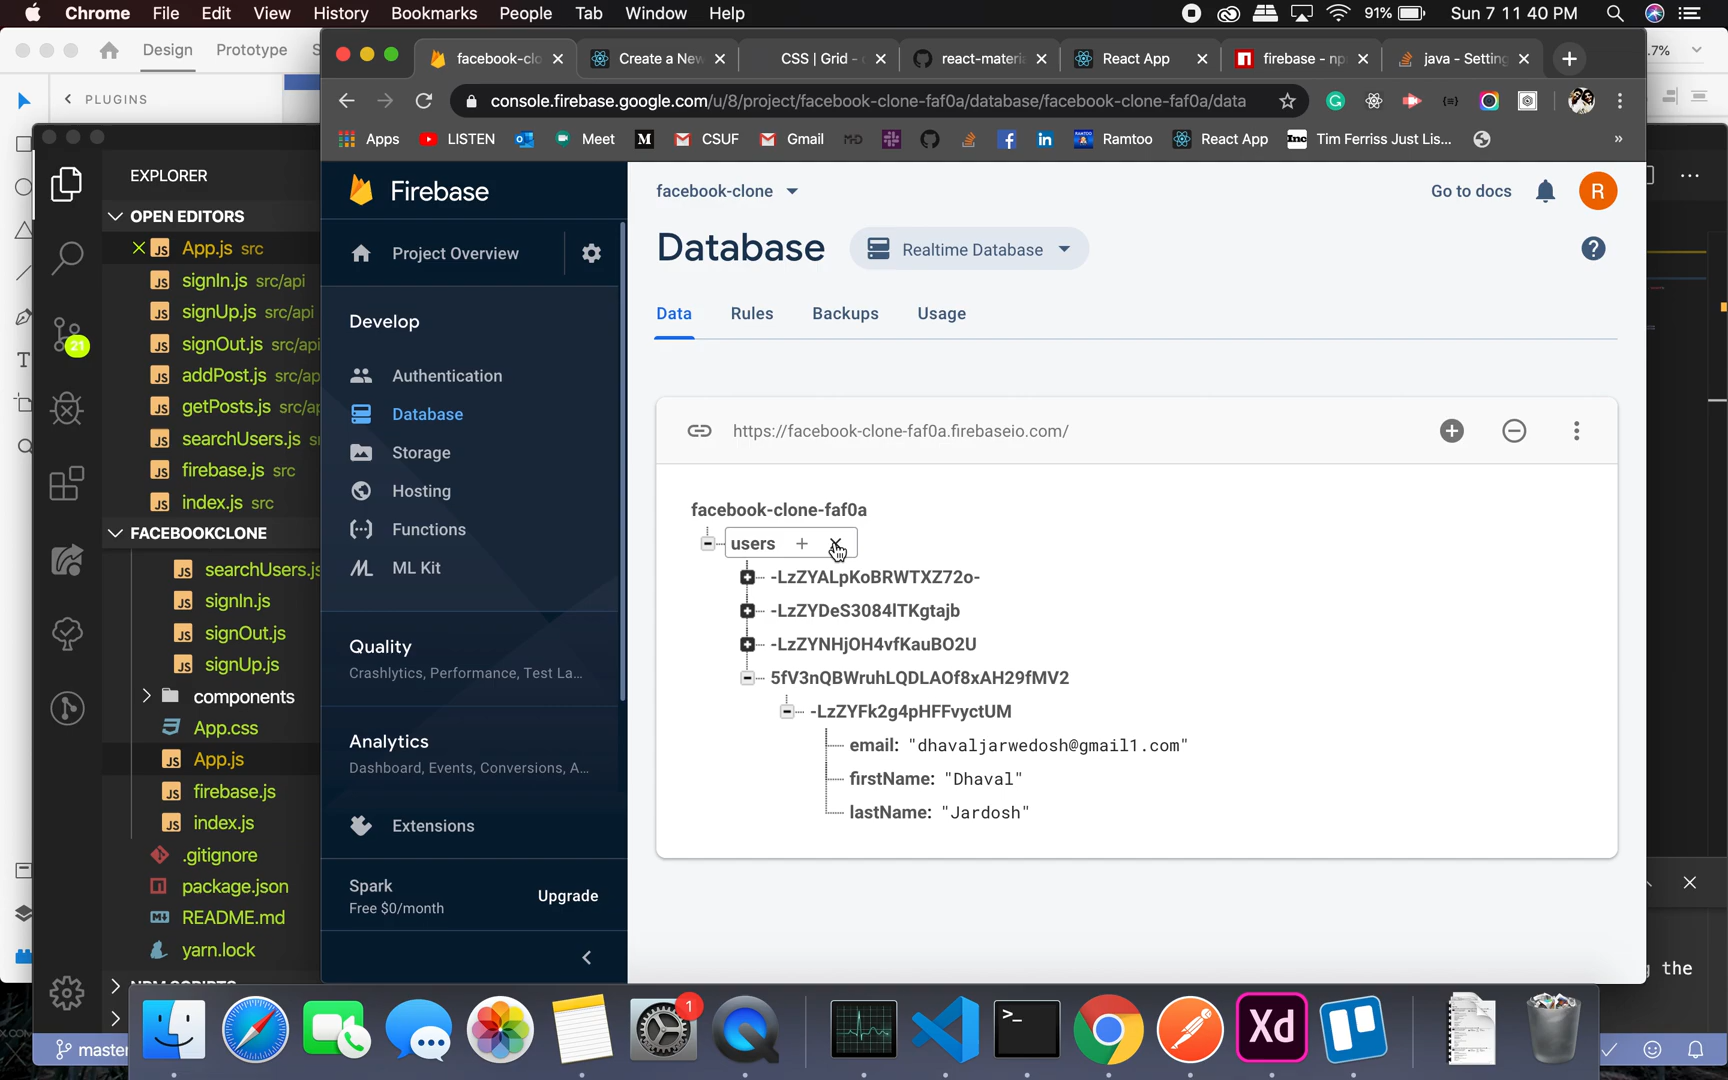 Chrome File Edit View History Bookmarks People Tab Window Help 91% Sun 7 11 40 PM
Design Prototype .7%
facebook-clo Create a New CSS | Grid - react-materi React App firebase - np java - Setting
PLUGINS
console.firebase.google.com/u/8/project/facebook-clone-faf0a/database/facebook-clone-faf0a/data
Apps LISTEN Meet CSUF Gmail Ramtoo React App Tim Ferriss Just Lis... »
EXPLORER
OPEN EDITORS
App.js src
signIn.js src/api
signUp.js src/api
signOut.js src/api
addPost.js src/ap
getPosts.js src/ap
searchUsers.js s
firebase.js src
index.js src
FACEBOOKCLONE
searchUsers.js
signIn.js
signOut.js
signUp.js
components
App.css
App.js
firebase.js
index.js
.gitignore
package.json
README.md
yarn.lock
NPM SCRIPTS
master
21
Firebase
Project Overview
Develop
Authentication
Database
Storage
Hosting
Functions
ML Kit
Quality
Crashlytics, Performance, Test La...
Analytics
Dashboard, Events, Conversions, A...
Extensions
Spark
Free $0/month
Upgrade
facebook-clone
Go to docs
R
Database
Realtime Database
Data Rules Backups Usage
https://facebook-clone-faf0a.firebaseio.com/
facebook-clone-faf0a
users
-LzZYALpKoBRWTXZ72o-
-LzZYDeS3084lTKgtajb
-LzZYNHjOH4vfKauBO2U
5fV3nQBWruhLQDLAOf8xAH29fMV2
-LzZYFk2g4pHFFvyctUM
email: "dhavaljarwedosh@gmail1.com"
firstName: "Dhaval"
lastName: "Jardosh"
the
1
Xd